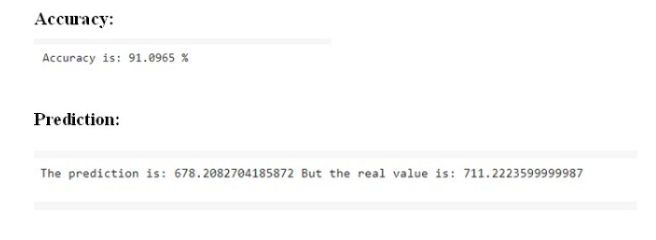 Accuracy:
Accuracy is: 91.0965 %
Prediction:
The prediction is: 678.2082704185872 But the real value is: 711.2223599999987